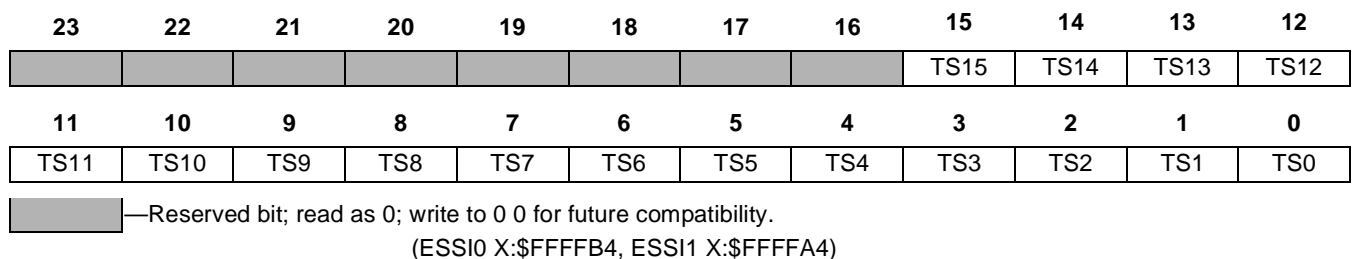 23 22 21 20 19 18 17 16 15 14 13 12
TS15 TS14 TS13 TS12
11 10 9 8 7 6 5 4 3 2 1 0
TS11 TS10 TS9 TS8 TS7 TS6 TS5 TS4 TS3 TS2 TS1 TS0
—Reserved bit; read as 0; write to 0 0 for future compatibility.
(ESSI0 X:$FFFFB4, ESSI1 X:$FFFFA4)